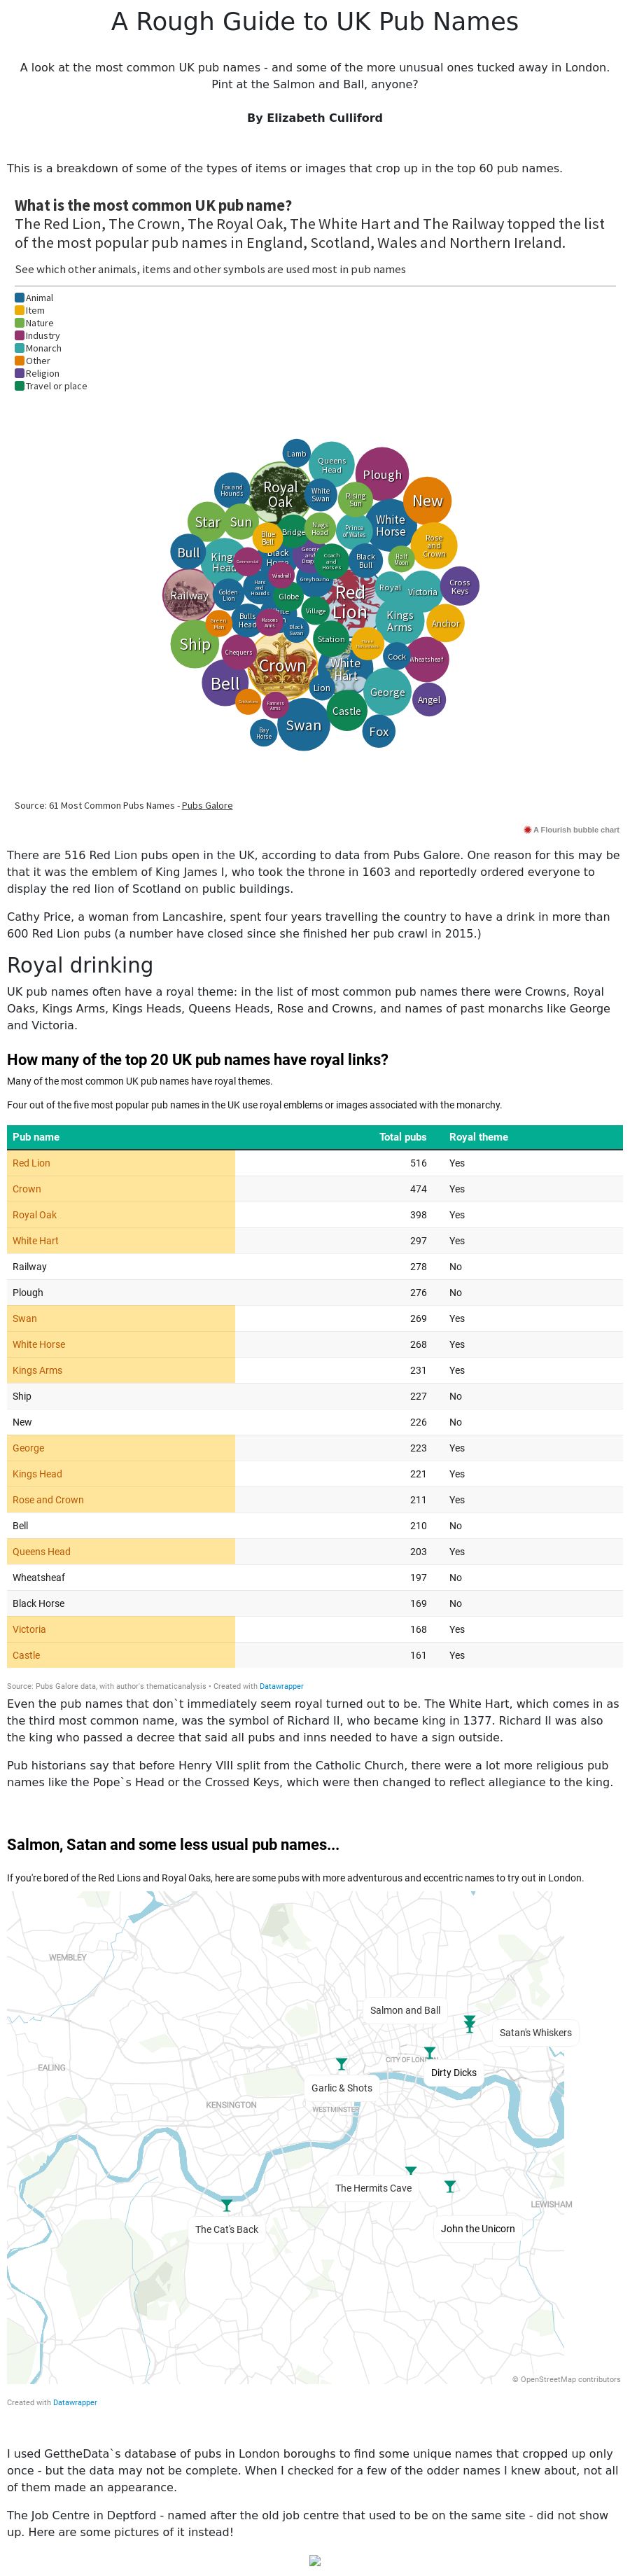 A Rough Guide to UK Pub Names
A look at the most common UK pub names - and some of the more unusual ones tucked away in London.
Pint at the Salmon and Ball, anyone?
By Elizabeth Culliford
This is a breakdown of some of the types of items or images that crop up in the top 60 pub names.
What is the most common UK pub name?
The Red Lion, The Crown, The Royal Oak, The White Hart and The Railway topped the list
of the most popular pub names in England, Scotland, Wales and Northern Ireland.
See which other animals, items and other symbols are used most in pub names
Animal
Item
Nature
Industry
Monarch
Other
Religion
Travel or place
Lamb
Queens
Head
Plough
Fox and
Hounds
Royal
Oak
White
Swan
Rising
Sun
New
Star
Sun
Blue
Bell
Bridge
Nags
Head
Prince
of Wales
White
Horse
Rose
and
Crown
Bull
Kings
Head
Black
Horse
George
and
Coach
and
Horses
Black
Bull
Half
Moon
Railway
Golden
Lion
Hare
and
Hounds
Windmill
Greyhound
Globe
Red
Lion
Royal
Victoria
Cross
Keys
Green
Man
Bulls
Head
Masons
Arms
Black
Swan
Village
Kings
Arms
Anchor
Ship
Chequers
Station
Crown
White
Hart
Cock
Wheatsheaf
Bell
Lion
George
Angel
Farmers
Arms
Castle
Bay
Horse
Swan
Fox
Source: 61 Most Common Pubs Names - Pubs Galore
A Flourish bubble chart
There are 516 Red Lion pubs open in the UK, according to data from Pubs Galore. One reason for this may be
that it was the emblem of King James I, who took the throne in 1603 and reportedly ordered everyone to
display the red lion of Scotland on public buildings.
Cathy Price, a woman from Lancashire, spent four years travelling the country to have a drink in more than
600 Red Lion pubs (a number have closed since she finished her pub crawl in 2015.)
Royal drinking
UK pub names often have a royal theme: in the list of most common pub names there were Crowns, Royal
Oaks, Kings Arms, Kings Heads, Queens Heads, Rose and Crowns, and names of past monarchs like George
and Victoria.
How many of the top 20 UK pub names have royal links?
Many of the most common UK pub names have royal themes.
Four out of the five most popular pub names in the UK use royal emblems or images associated with the monarchy.
Pub name Total pubs Royal theme
Red Lion 516 Yes
Crown 474 Yes
Royal Oak 398 Yes
White Hart 297 Yes
Railway 278 No
Plough 276 No
Swan 269 Yes
White Horse 268 Yes
Kings Arms 231 Yes
Ship 227 No
New 226 No
George 223 Yes
Kings Head 221 Yes
Rose and Crown 211 Yes
Bell 210 No
Queens Head 203 Yes
Wheatsheaf 197 No
Black Horse 169 No
Victoria 168 Yes
Castle 161 Yes
Source: Pubs Galore data, with author's thematicanalysis • Created with Datawrapper
Even the pub names that don`t immediately seem royal turned out to be. The White Hart, which comes in as
the third most common name, was the symbol of Richard II, who became king in 1377. Richard II was also
the king who passed a decree that said all pubs and inns needed to have a sign outside.
Pub historians say that before Henry VIII split from the Catholic Church, there were a lot more religious pub
names like the Pope`s Head or the Crossed Keys, which were then changed to reflect allegiance to the king.
Salmon, Satan and some less usual pub names...
If you're bored of the Red Lions and Royal Oaks, here are some pubs with more adventurous and eccentric names to try out in London.
WEMBLEY
Salmon and Ball
Satan's Whiskers
CITY OF LONDON
EALING
Dirty Dicks
Garlic & Shots
KENSINGTON
WESTMINSTER
The Hermits Cave
LEWISHAM
The Cat's Back
John the Unicorn
© OpenStreetMap contributors
Created with Datawrapper
I used GettheData`s database of pubs in London boroughs to find some unique names that cropped up only
once - but the data may not be complete. When I checked for a few of the odder names I knew about, not all
of them made an appearance.
The Job Centre in Deptford - named after the old job centre that used to be on the same site - did not show
up. Here are some pictures of it instead!